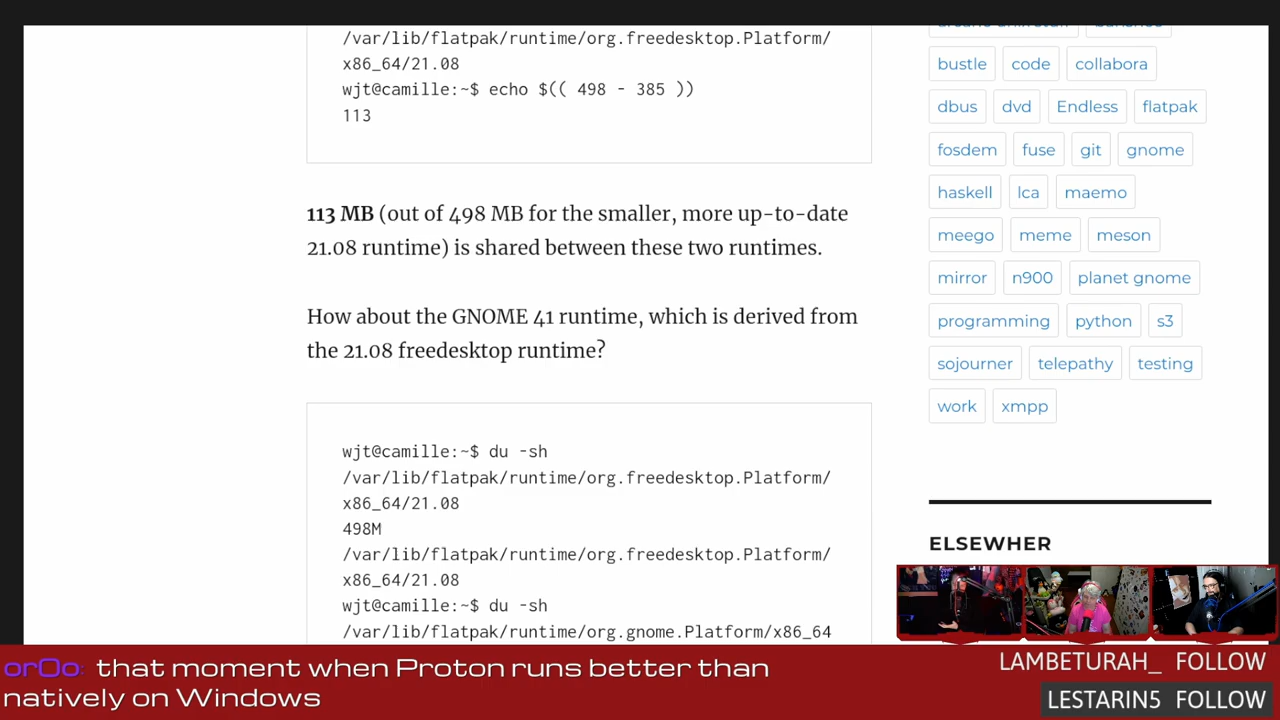 /var/lib/flatpak/runtime/org.freedesktop.Platform/
x86_64/21.08
wjt@camille:~$ echo $(( 498 - 385 ))
113
113 MB (out of 498 MB for the smaller, more up-to-date
21.08 runtime) is shared between these two runtimes.
How about the GNOME 41 runtime, which is derived from
the 21.08 freedesktop runtime?
wjt@camille:~$ du -sh
/var/lib/flatpak/runtime/org.freedesktop.Platform/
x86_64/21.08
498M
/var/lib/flatpak/runtime/org.freedesktop.Platform/
x86_64/21.08
wjt@camille:~$ du -sh
/var/lib/flatpak/runtime/org.gnome.Platform/x86_64
bustle code collabora
dbus dvd Endless flatpak
fosdem fuse git gnome
haskell lca maemo
meego meme meson
mirror n900 planet gnome
programming python s3
sojourner telepathy testing
work xmpp
ELSEWHER
orOo: that moment when Proton runs better than
natively on Windows
LAMBETURAH_ FOLLOW
LESTARIN5 FOLLOW